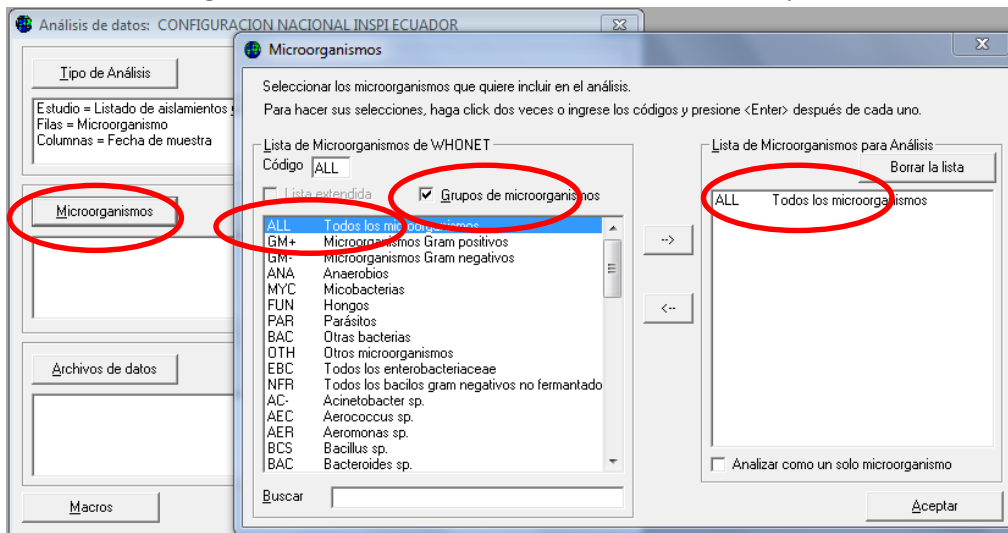 Análisis de datos: CONFIGURACION NACIONAL INSPI ECUADOR
Tipo de Análisis
Estudio = Listado de aislamientos
Filas = Microorganismo
Columnas = Fecha de muestra
Microorganismos
Archivos de datos
Macros
Microorganismos
Seleccionar los microorganismos que quiere incluir en el análisis.
Para hacer sus selecciones, haga click dos veces o ingrese los códigos y presione <Enter> después de cada uno.
Lista de Microorganismos de WHONET
Código ALL
Lista extendida
Grupos de microorganismos
ALL Todos los microorganismos
GM+ Microorganismos Gram positivos
GM- Microorganismos Gram negativos
ANA Anaerobios
MYC Micobacterias
FUN Hongos
PAR Parásitos
BAC Otras bacterias
OTH Otros microorganismos
EBC Todos los enterobacteriaceae
NFR Todos los bacilos gram negativos no fermantado
AC- Acinetobacter sp.
AEC Aerococcus sp.
AER Aeromonas sp.
BCS Bacillus sp.
BAC Bacteroides sp.
Buscar
-->
<--
Lista de Microorganismos para Análisis
Borrar la lista
ALL Todos los microorganismos
Analizar como un solo microorganismo
Aceptar